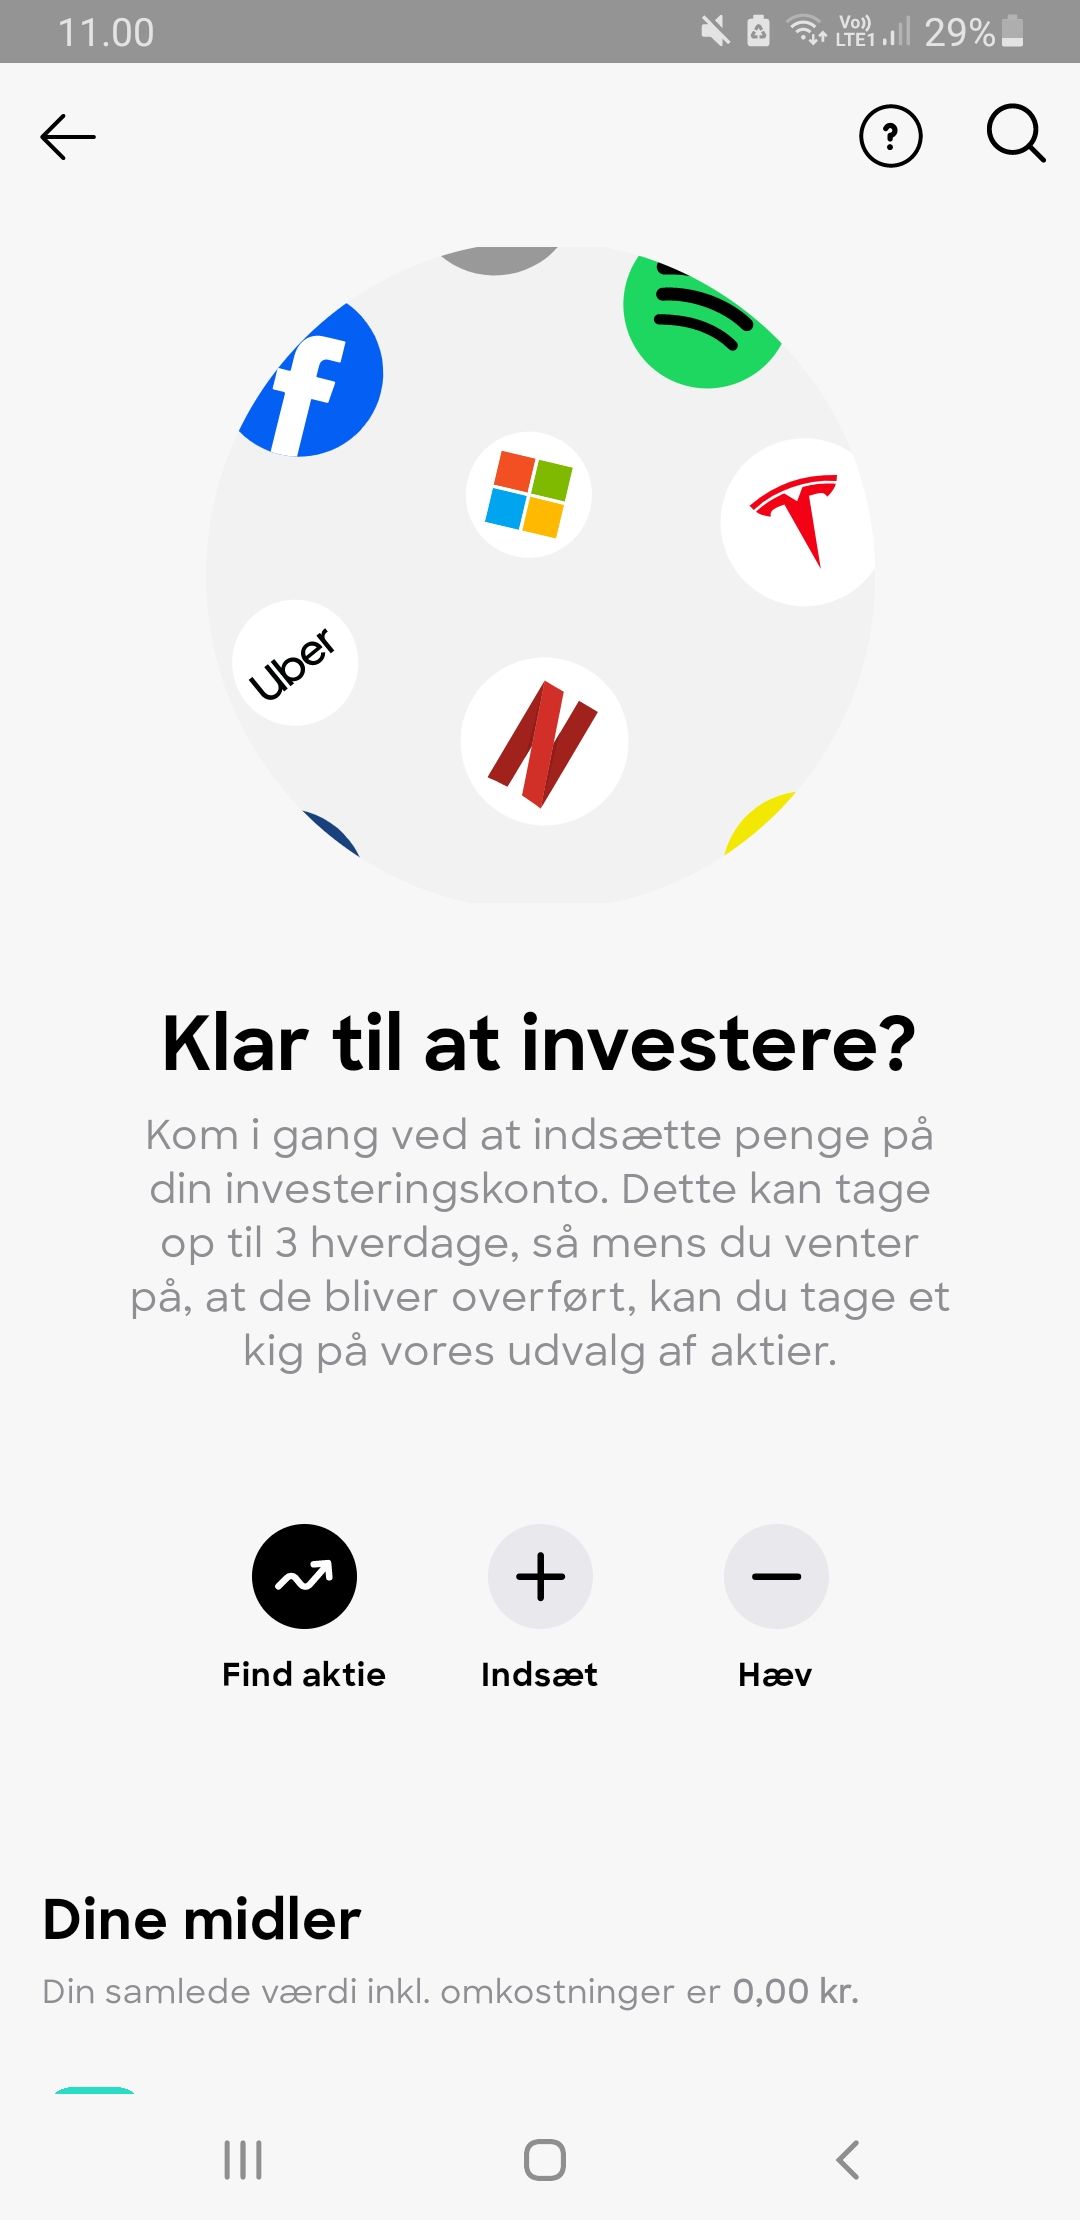 11.00
Vo))
LTE1
29%
?
Uber
Klar til at investere?
Kom i gang ved at indsætte penge på
din investeringskonto. Dette kan tage
op til 3 hverdage, så mens du venter
på, at de bliver overført, kan du tage et
kig på vores udvalg af aktier.
Find aktie
Indsæt
Hæv
Dine midler
Din samlede værdi inkl. omkostninger er 0,00 kr.